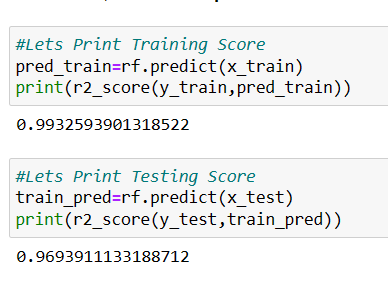 #Lets Print Training Score
pred_train=rf.predict(x_train)
print(r2_score(y_train,pred_train))
0.9932593901318522
#Lets Print Testing Score
train_pred=rf.predict(x_test)
print(r2_score(y_test,train_pred))
0.9693911133188712